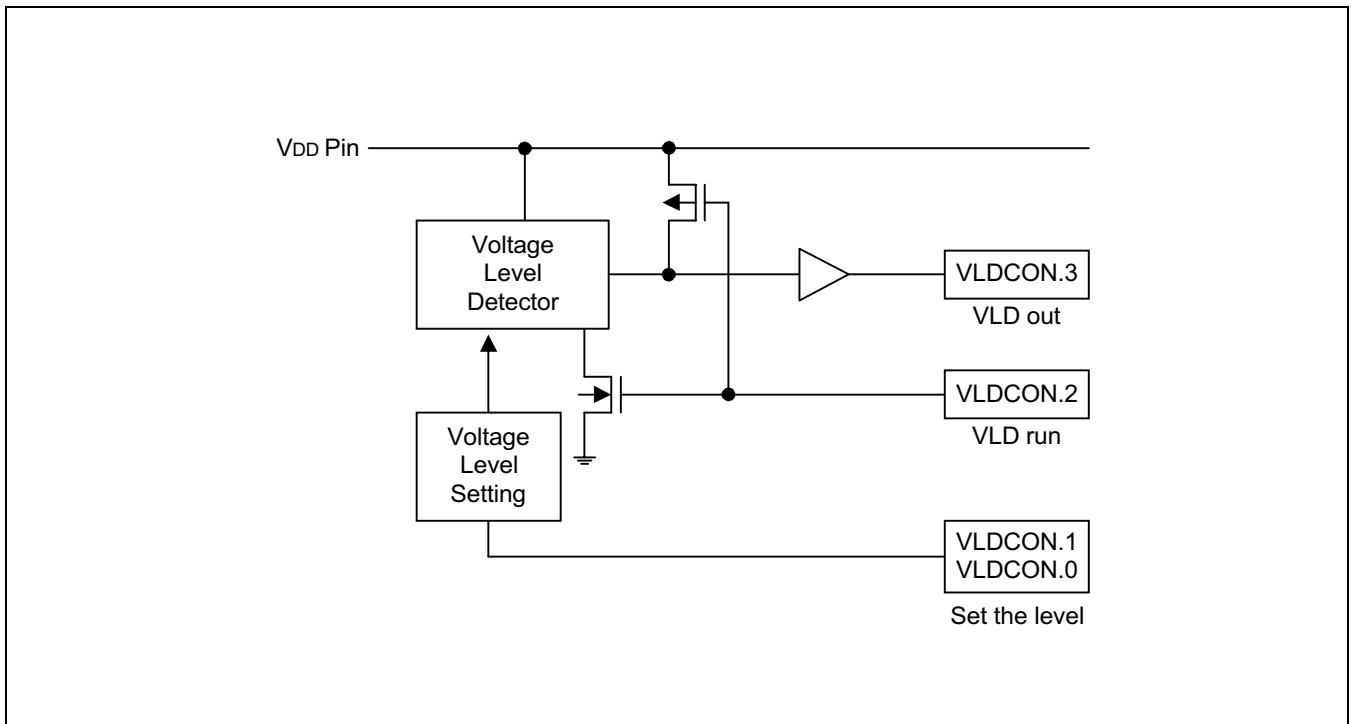 VDD Pin
Voltage
Level
Detector
VLDCON.3
VLD out
VLDCON.2
VLD run
Voltage
Level
Setting
VLDCON.1
VLDCON.0
Set the level